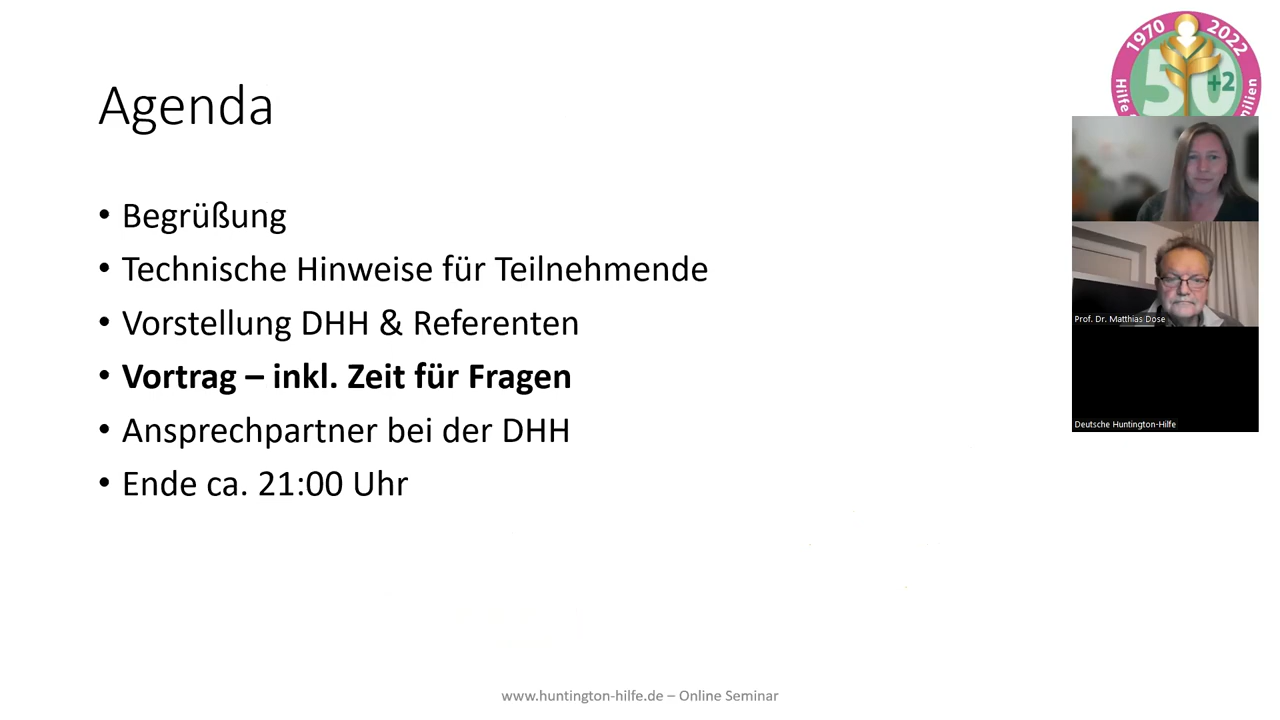 1970 2022
50
+2
Hilfe
Agenda
• Begrüßung
• Technische Hinweise für Teilnehmende
• Vorstellung DHH & Referenten
• Vortrag – inkl. Zeit für Fragen
• Ansprechpartner bei der DHH
• Ende ca. 21:00 Uhr
Prof. Dr. Matthias Dose
Deutsche Huntington-Hilfe
www.huntington-hilfe.de – Online Seminar